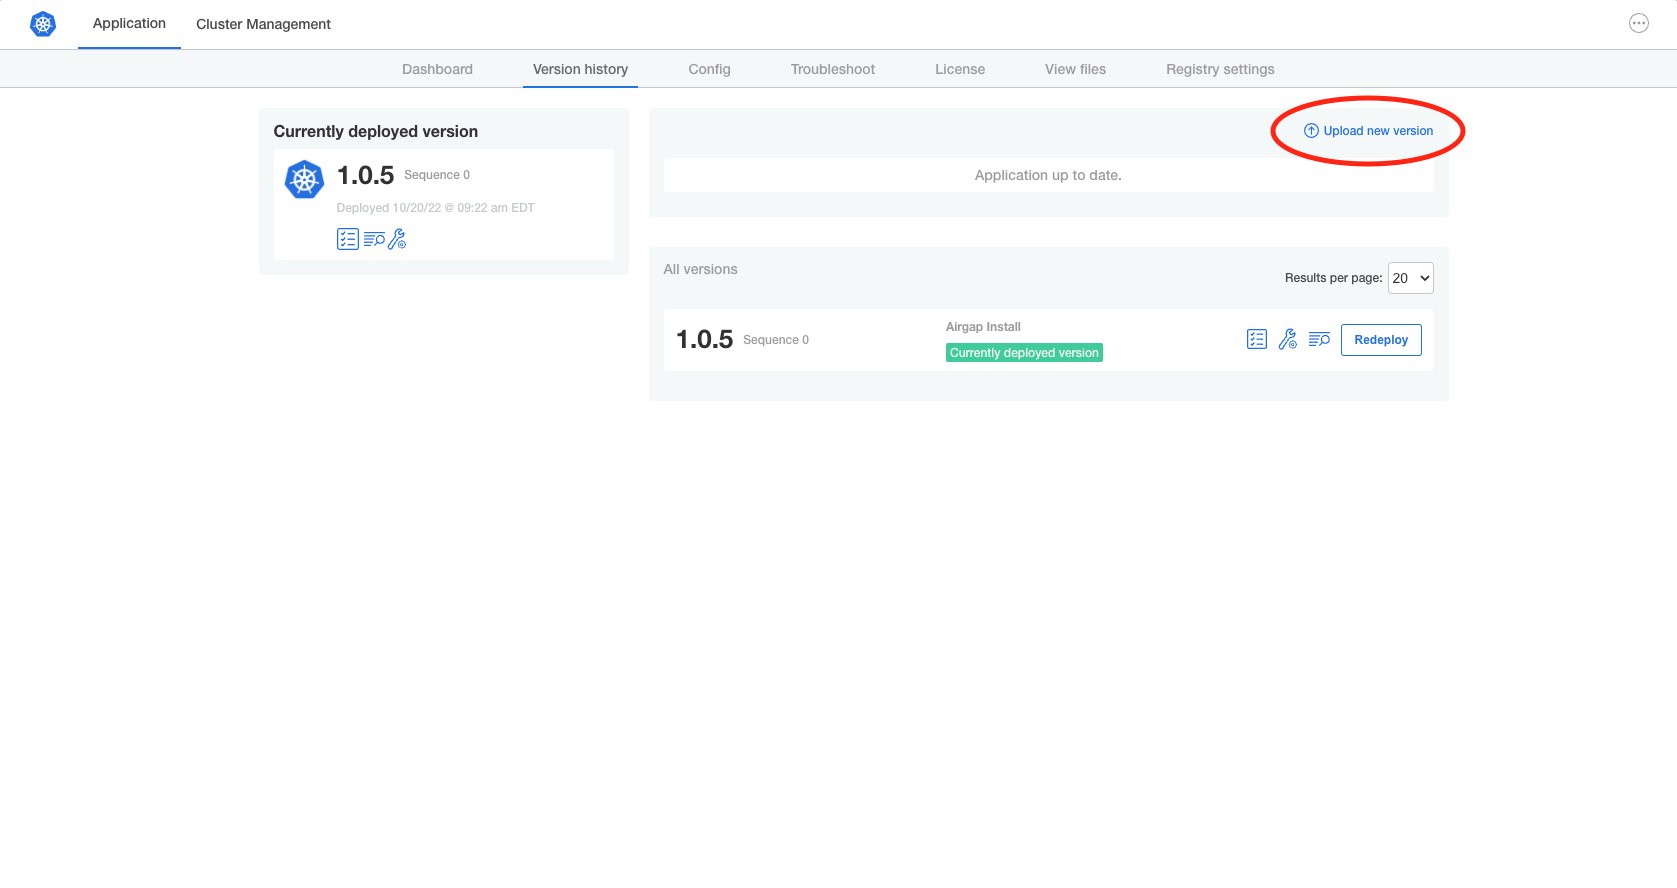 Application
Cluster Management
Dashboard
Version history
Config
Troubleshoot
License
View files
Registry settings
Currently deployed version
1.0.5
Sequence 0
Deployed 10/20/22 @ 09:22 am EDT
Upload new version
Application up to date.
All versions
Results per page:
20
1.0.5
Sequence 0
Airgap Install
Currently deployed version
Redeploy